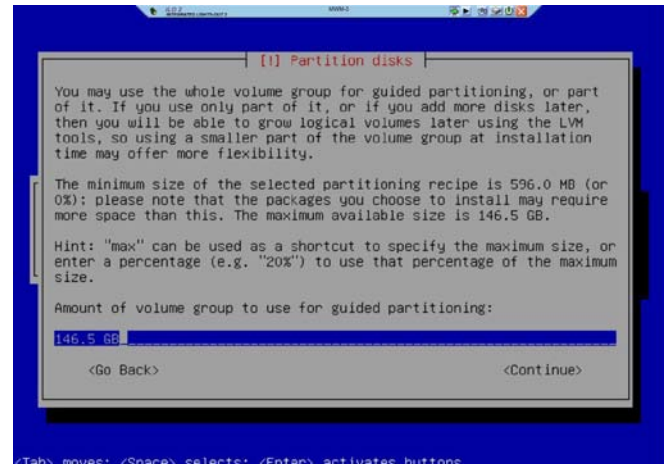 [!] Partition disks
You may use the whole volume group for guided partitioning, or part
of it. If you use only part of it, or if you add more disks later,
then you will be able to grow logical volumes later using the LVM
tools, so using a smaller part of the volume group at installation
time may offer more flexibility.
The minimum size of the selected partitioning recipe is 596.0 MB (or
0%); please note that the packages you choose to install may require
more space than this. The maximum available size is 146.5 GB.
Hint: "max" can be used as a shortcut to specify the maximum size, or
enter a percentage (e.g. "20%") to use that percentage of the maximum
size.
Amount of volume group to use for guided partitioning:
146.5 GB
<Go Back> <Continue>
<Tab> moves; <Space> selects; <Enter> activates buttons